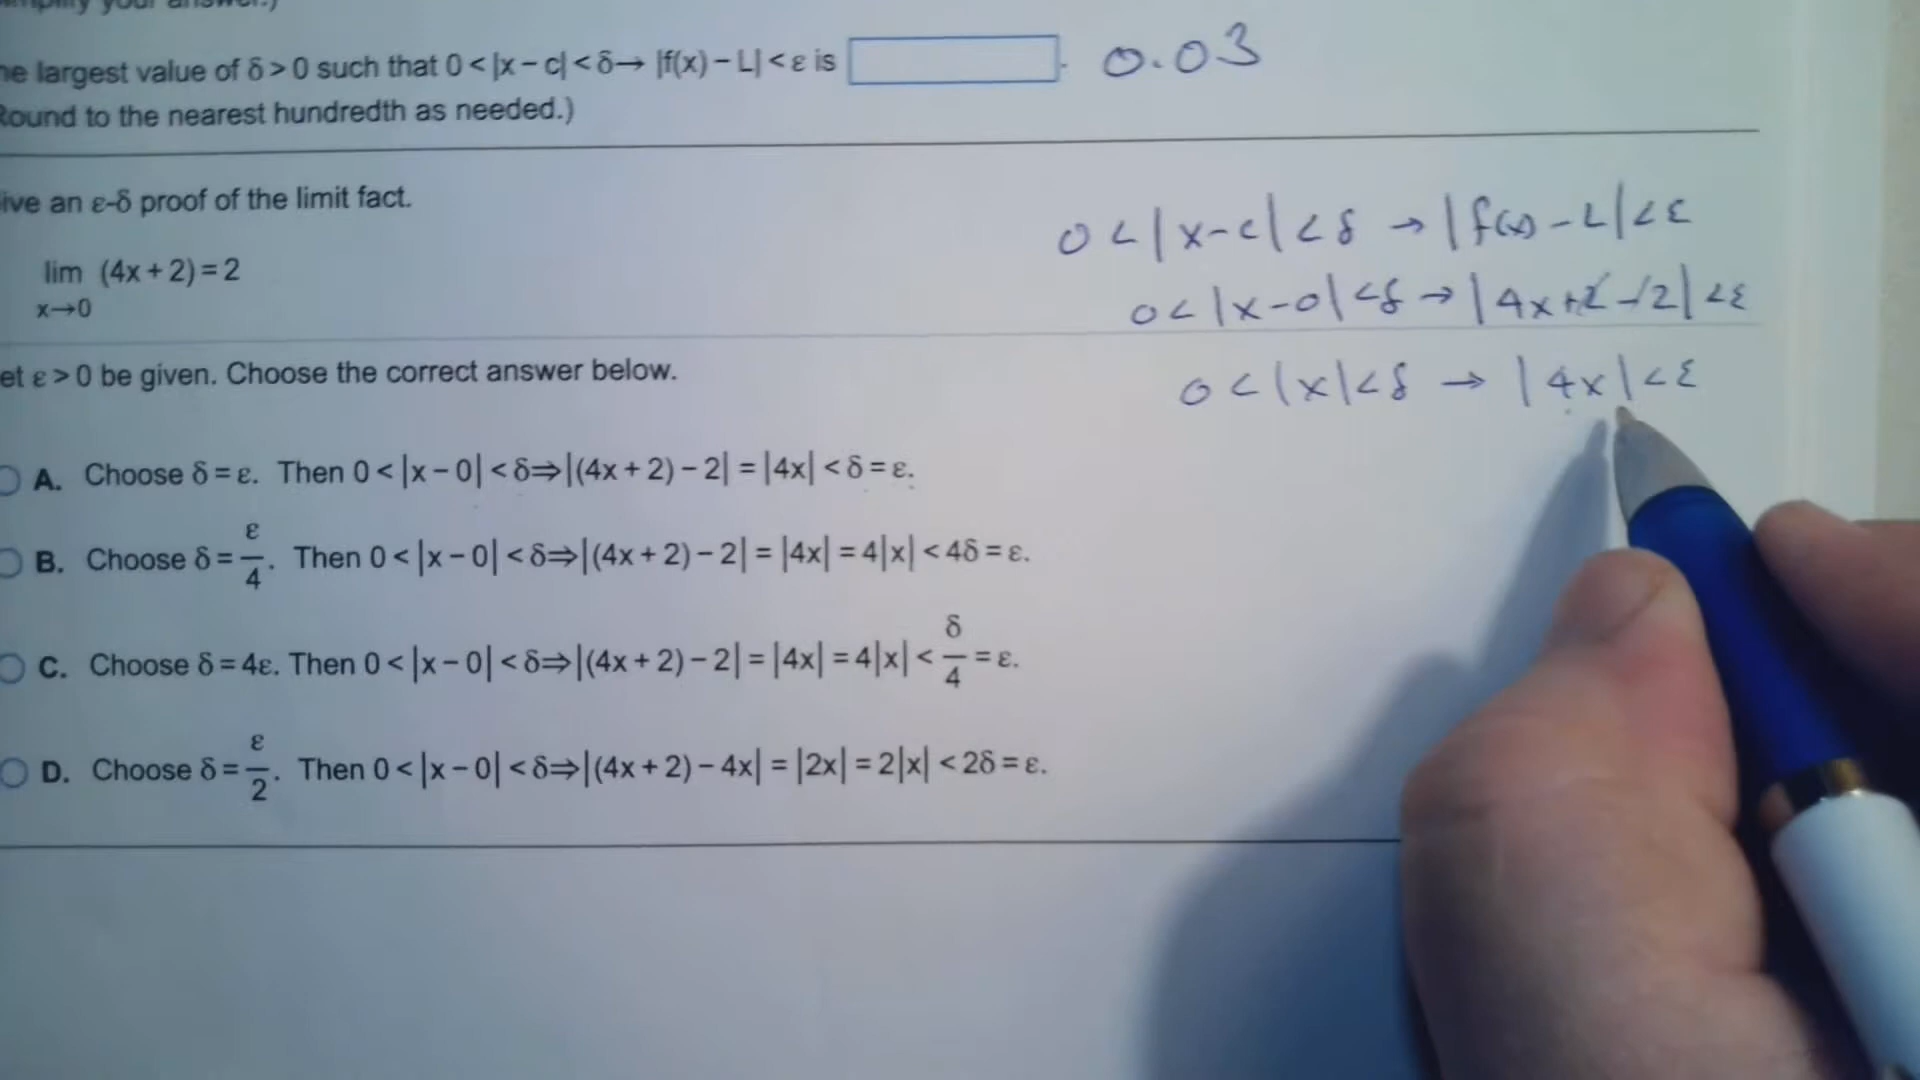 your answer.)
he largest value of δ > 0 such that 0 < |x − c| < δ → |f(x) − L| < ε is . 0.03
Round to the nearest hundredth as needed.)
ive an ε-δ proof of the limit fact.
0 < |x-c| < δ → |f(x) - L| < ε
lim (4x + 2) = 2
x→0
0 < |x-0| < δ → |4x+2-2| < ε
et ε > 0 be given. Choose the correct answer below.
0 < |x| < δ → |4x| < ε
A. Choose δ = ε. Then 0 < |x − 0| < δ ⇒ |(4x + 2) − 2| = |4x| < δ = ε.
B. Choose δ = ε/4. Then 0 < |x − 0| < δ ⇒ |(4x + 2) − 2| = |4x| = 4|x| < 4δ = ε.
C. Choose δ = 4ε. Then 0 < |x − 0| < δ ⇒ |(4x + 2) − 2| = |4x| = 4|x| < δ/4 = ε.
D. Choose δ = ε/2. Then 0 < |x − 0| < δ ⇒ |(4x + 2) − 4x| = |2x| = 2|x| < 2δ = ε.